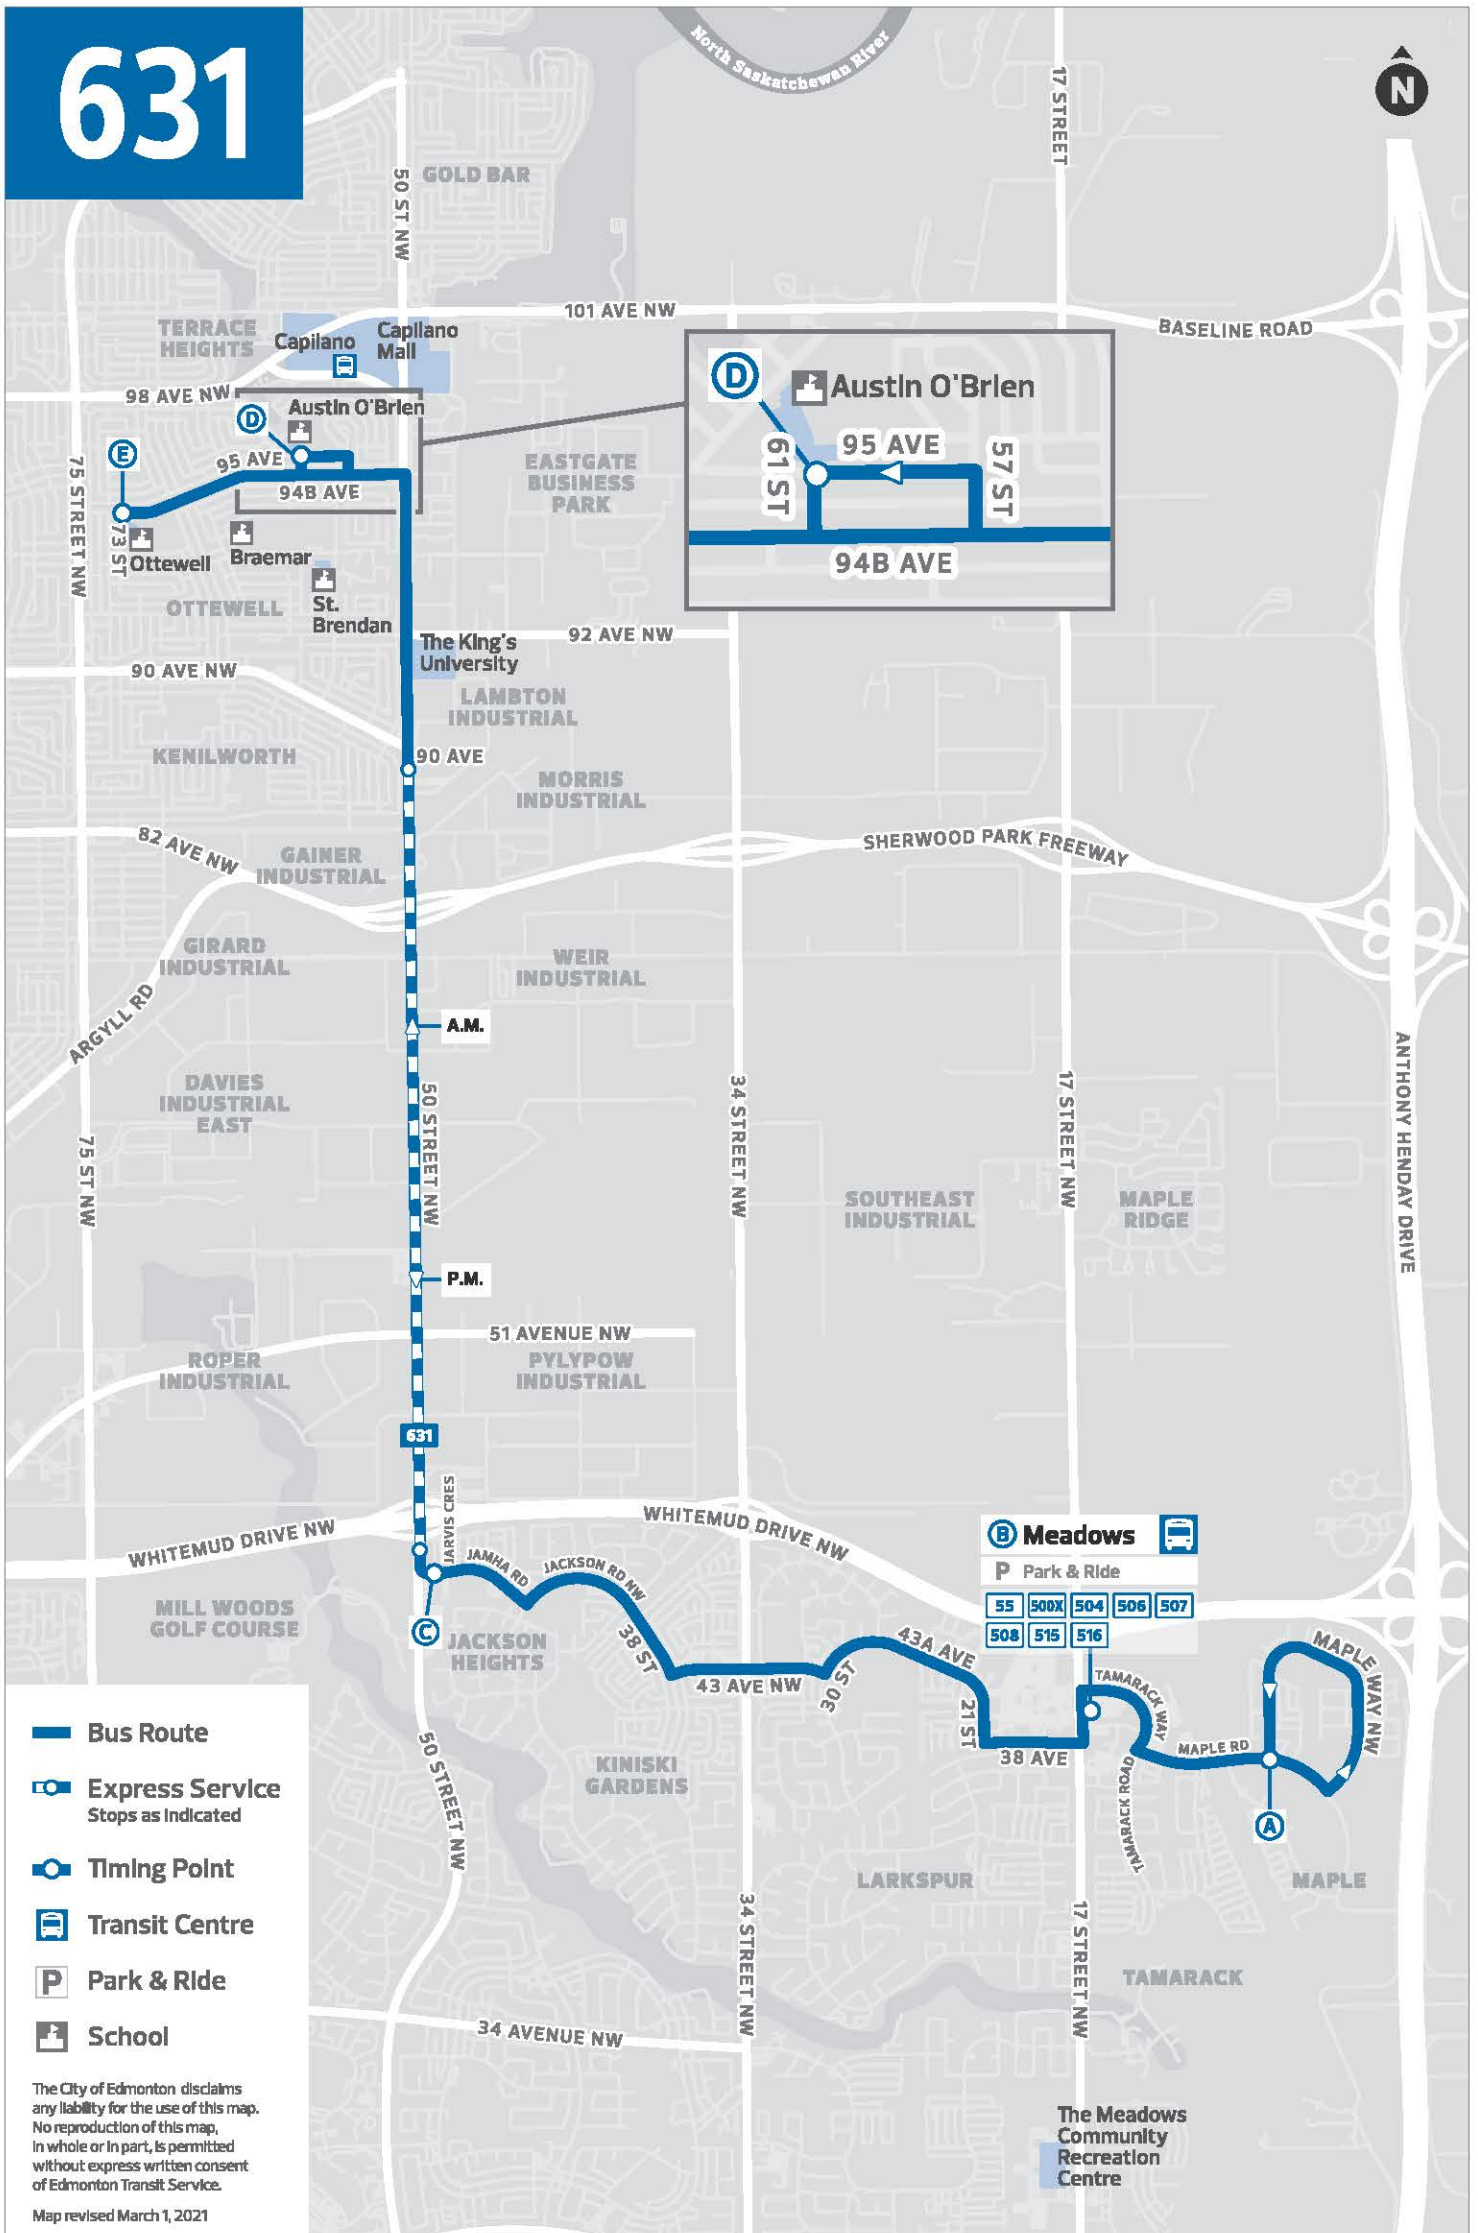 631
North Saskatchewan River
N
17 STREET
50 ST NW
GOLD BAR
101 AVE NW
BASELINE ROAD
TERRACE
HEIGHTS
Capilano
Capilano
Mall
98 AVE NW
D
Austin O'Brien
E
95 AVE
94B AVE
75 STREET NW
73 ST
Ottewell
Braemar
St.
Brendan
OTTEWELL
EASTGATE
BUSINESS
PARK
D
Austin O'Brien
61 ST
95 AVE
57 ST
94B AVE
The King's
University
92 AVE NW
90 AVE NW
LAMBTON
INDUSTRIAL
KENILWORTH
90 AVE
MORRIS
INDUSTRIAL
82 AVE NW
GAINER
INDUSTRIAL
SHERWOOD PARK FREEWAY
GIRARD
INDUSTRIAL
WEIR
INDUSTRIAL
ARGYLL RD
A.M.
DAVIES
INDUSTRIAL
EAST
50 STREET NW
34 STREET NW
17 STREET NW
ANTHONY HENDAY DRIVE
75 ST NW
SOUTHEAST
INDUSTRIAL
MAPLE
RIDGE
P.M.
51 AVENUE NW
ROPER
INDUSTRIAL
PYLYPOW
INDUSTRIAL
631
JARVIS CRES
WHITEMUD DRIVE NW
WHITEMUD DRIVE NW
JAMHA RD
JACKSON RD NW
B Meadows
P Park & Ride
55 500X 504 506 507
508 515 516
MILL WOODS
GOLF COURSE
C
JACKSON
HEIGHTS
38 ST
43 AVE NW
30 ST
43A AVE
21 ST
38 AVE
TAMARACK WAY
MAPLE RD
TAMARACK ROAD
MAPLE WAY NW
A
50 STREET NW
KINISKI
GARDENS
LARKSPUR
MAPLE
34 STREET NW
17 STREET NW
TAMARACK
34 AVENUE NW
The Meadows
Community
Recreation
Centre
Bus Route
Express Service
Stops as indicated
Timing Point
Transit Centre
P Park & Ride
School
The City of Edmonton disclaims
any liability for the use of this map.
No reproduction of this map,
in whole or in part, is permitted
without express written consent
of Edmonton Transit Service.
Map revised March 1, 2021